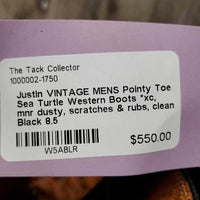 The Tack Collector
1000002-1750
Justin VINTAGE MENS Pointy Toe
Sea Turtle Western Boots *xc,
mnr dusty, scratches & rubs, clean
Black 8.5
$550.00
W5ABLR